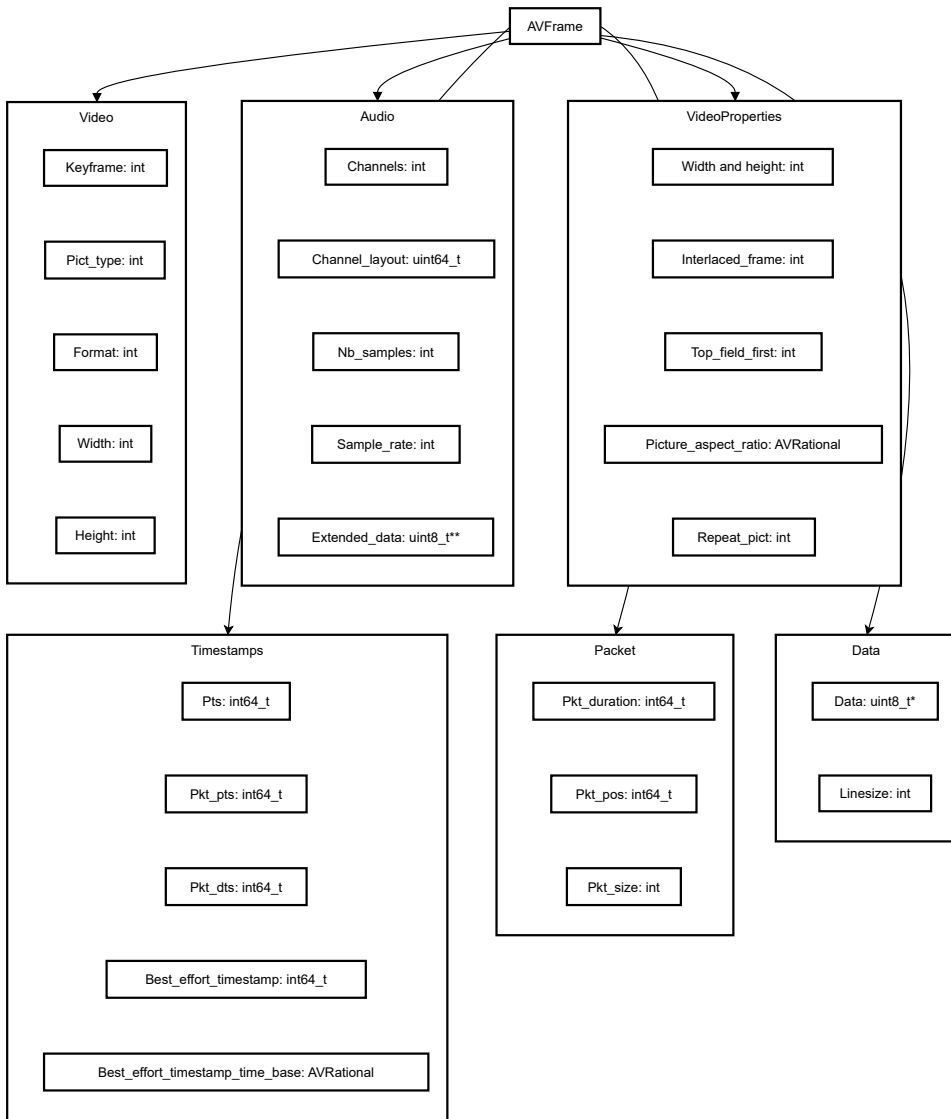 AVFrame
Video
Keyframe: int
Pict_type: int
Format: int
Width: int
Height: int
Audio
Channels: int
Channel_layout: uint64_t
Nb_samples: int
Sample_rate: int
Extended_data: uint8_t**
VideoProperties
Width and height: int
Interlaced_frame: int
Top_field_first: int
Picture_aspect_ratio: AVRational
Repeat_pict: int
Timestamps
Pts: int64_t
Pkt_pts: int64_t
Pkt_dts: int64_t
Best_effort_timestamp: int64_t
Best_effort_timestamp_time_base: AVRational
Packet
Pkt_duration: int64_t
Pkt_pos: int64_t
Pkt_size: int
Data
Data: uint8_t*
Linesize: int